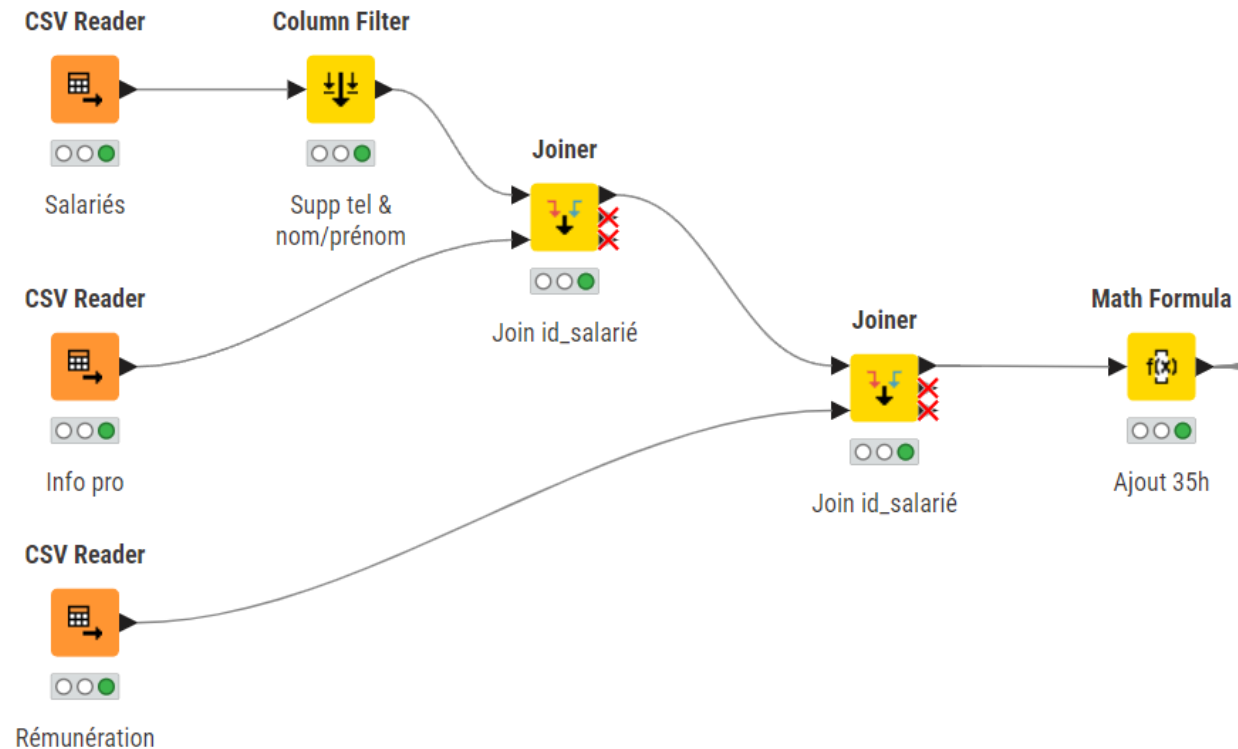 CSV Reader
Column Filter
Salariés
Supp tel &
nom/prénom
Joiner
Join id_salarié
CSV Reader
Info pro
Joiner
Join id_salarié
Math Formula
f(x)
Ajout 35h
CSV Reader
Rémunération